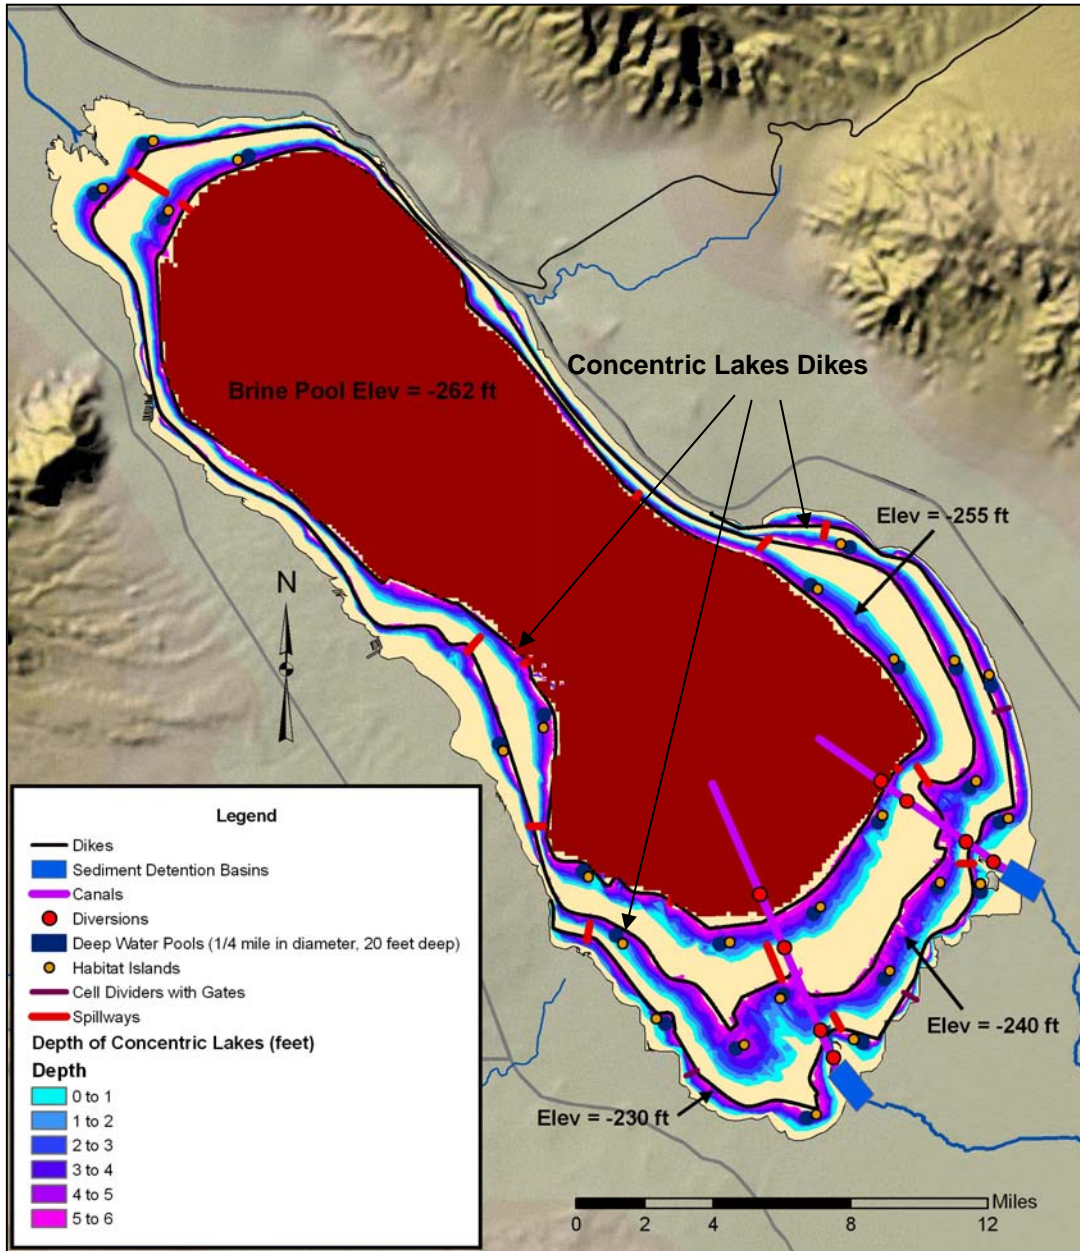 Concentric Lakes Dikes
Brine Pool Elev = -262 ft
Elev = -255 ft
N
Legend
Dikes
Sediment Detention Basins
Canals
Diversions
Deep Water Pools (1/4 mile in diameter, 20 feet deep)
Habitat Islands
Cell Dividers with Gates
Spillways
Depth of Concentric Lakes (feet)
Depth
0 to 1
1 to 2
2 to 3
3 to 4
4 to 5
5 to 6
Elev = -240 ft
Elev = -230 ft
Miles
0 2 4 8 12